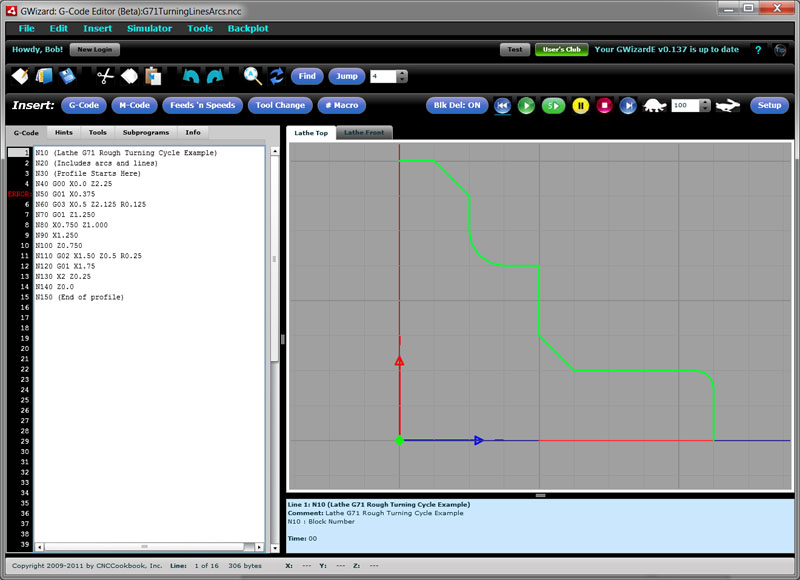 GWizard: G-Code Editor (Beta):G71TurningLinesArcs.ncc
File Edit Insert Simulator Tools Backplot
Howdy, Bob! New Login Test User's Club Your GWizardE v0.137 is up to date ?
Find Jump 4
Insert: G-Code M-Code Feeds 'n Speeds Tool Change # Macro Blk Del: ON S 100 Setup
G-Code Hints Tools Subprograms Info Lathe Top Lathe Front
1 N10 (Lathe G71 Rough Turning Cycle Example)
2 N20 (Includes arcs and lines)
3 N30 (Profile Starts Here)
4 N40 G00 X0.0 Z2.25
ERROR: N50 G01 X0.375
6 N60 G03 X0.5 Z2.125 R0.125
7 N70 G01 Z1.250
8 N80 X0.750 Z1.000
9 N90 X1.250
10 N100 Z0.750
11 N110 G02 X1.50 Z0.5 R0.25
12 N120 G01 X1.75
13 N130 X2 Z0.25
14 N140 Z0.0
15 N150 (End of profile)
16
17
18
19
20
21
22
23
24
25
26
27
28
29
30
31
32
33
34
35
36
37
38
39
Line 1: N10 (Lathe G71 Rough Turning Cycle Example)
Comment: Lathe G71 Rough Turning Cycle Example
N10 : Block Number
Time: 00
Copyright 2009-2011 by CNCCookbook, Inc. Line: 1 of 16 306 bytes X: --- Y: --- Z: ---